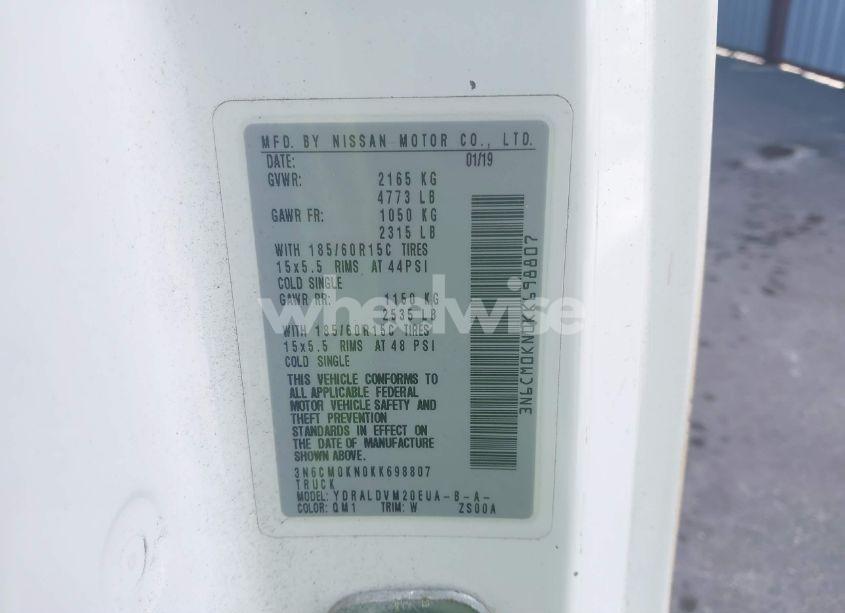 MFD. BY NISSAN MOTOR CO., LTD.
DATE: 01/19
GVWR: 2165 KG
4773 LB
GAWR FR: 1050 KG
2315 LB
WITH 185/60R15C TIRES
15x5.5 RIMS AT 44PSI
COLD SINGLE
GAWR RR: 1150 KG
2535 LB
WITH 185/60R15C TIRES
15x5.5 RIMS AT 48 PSI
COLD SINGLE
THIS VEHICLE CONFORMS TO
ALL APPLICABLE FEDERAL
MOTOR VEHICLE SAFETY AND
THEFT PREVENTION
STANDARDS IN EFFECT ON
THE DATE OF MANUFACTURE
SHOWN ABOVE.
3N6CM0KN0KK698807
TRUCK
MODEL: YDRALDVM20EUA-B-A-
COLOR: QM1 TRIM: W ZS00A
3N6CM0KN0KK698807
wheelwise